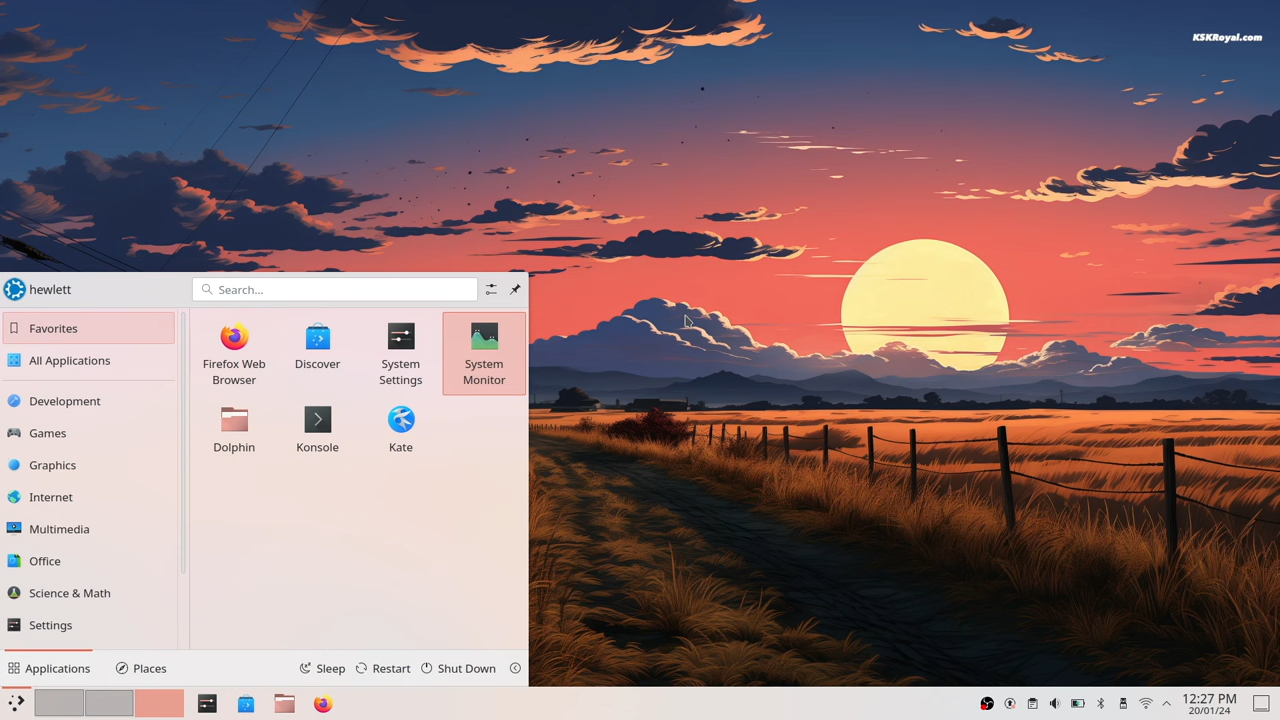 KSKRoyal.com
hewlett
Search...
Favorites
All Applications
Development
Games
Graphics
Internet
Multimedia
Office
Science & Math
Settings
Firefox Web
Browser
Discover
System
Settings
System
Monitor
Dolphin
Konsole
Kate
Applications
Places
Sleep
Restart
Shut Down
12:27 PM
20/01/24